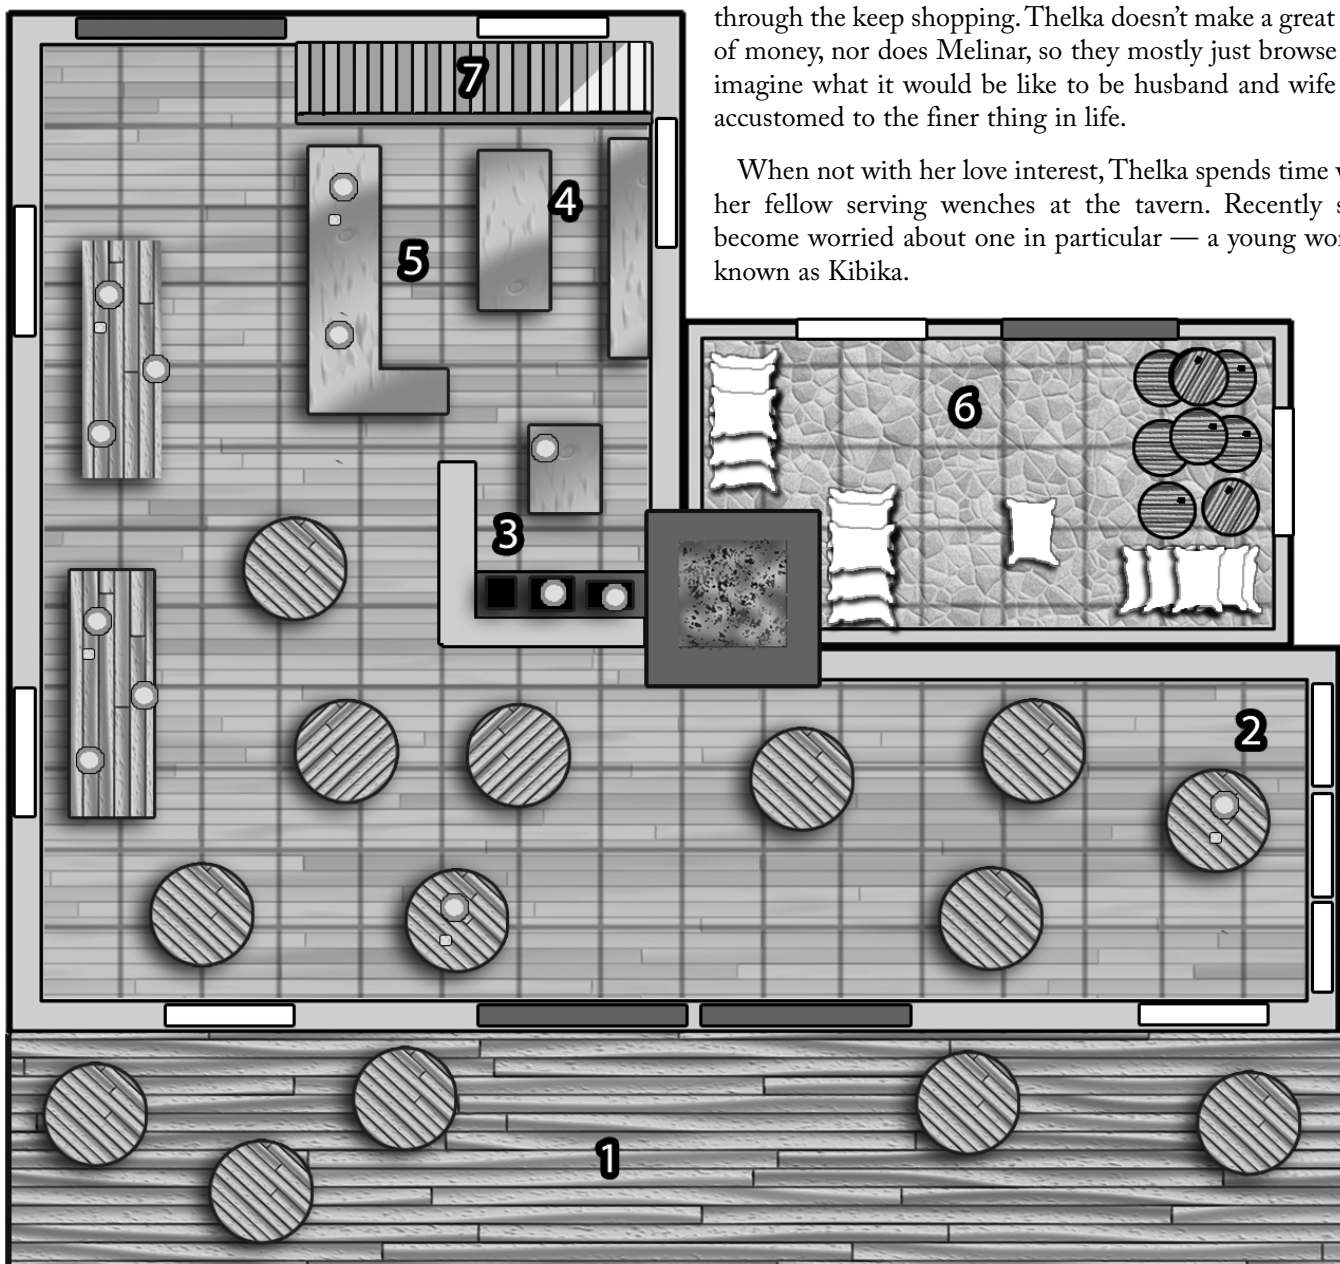 through the keep shopping. Thelka doesn't make a great
of money, nor does Melinar, so they mostly just browse
imagine what it would be like to be husband and wife
accustomed to the finer thing in life.
When not with her love interest, Thelka spends time
her fellow serving wenches at the tavern. Recently
become worried about one in particular — a young
known as Kibika.
7
4
5
6
3
2
1